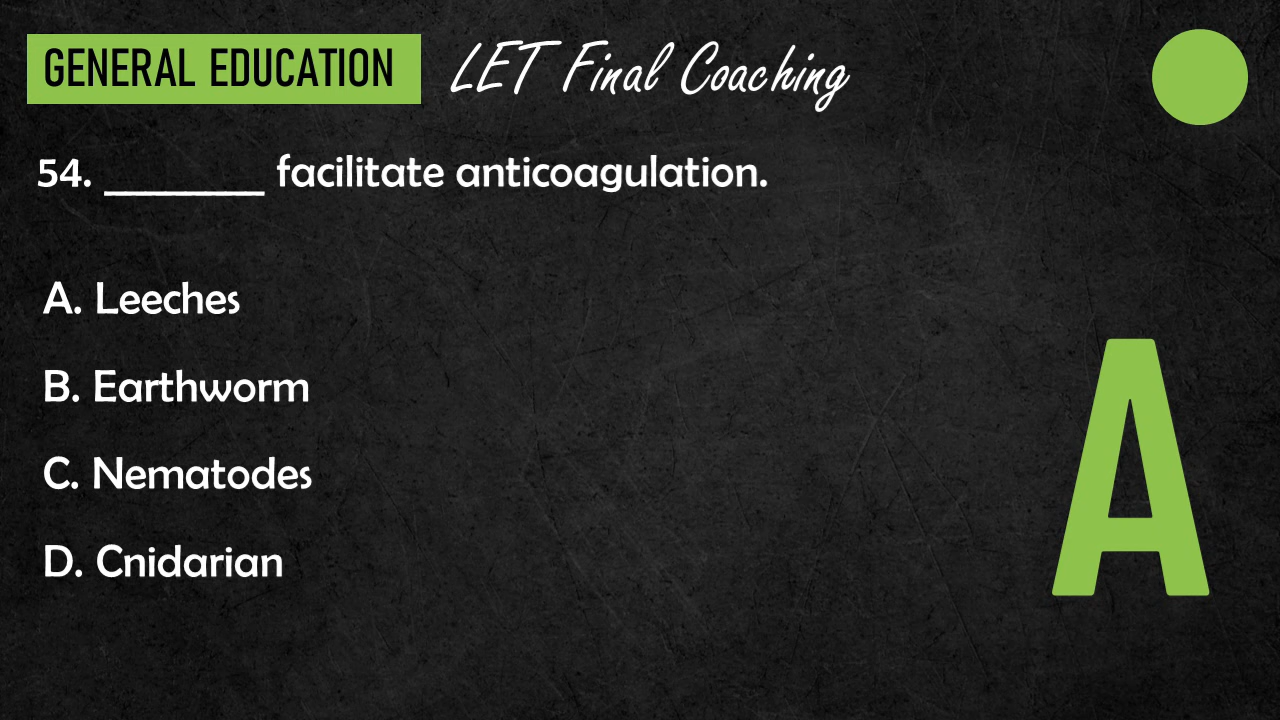 GENERAL EDUCATION LET Final Coaching
54. ________ facilitate anticoagulation.
A. Leeches
B. Earthworm
C. Nematodes
D. Cnidarian
A